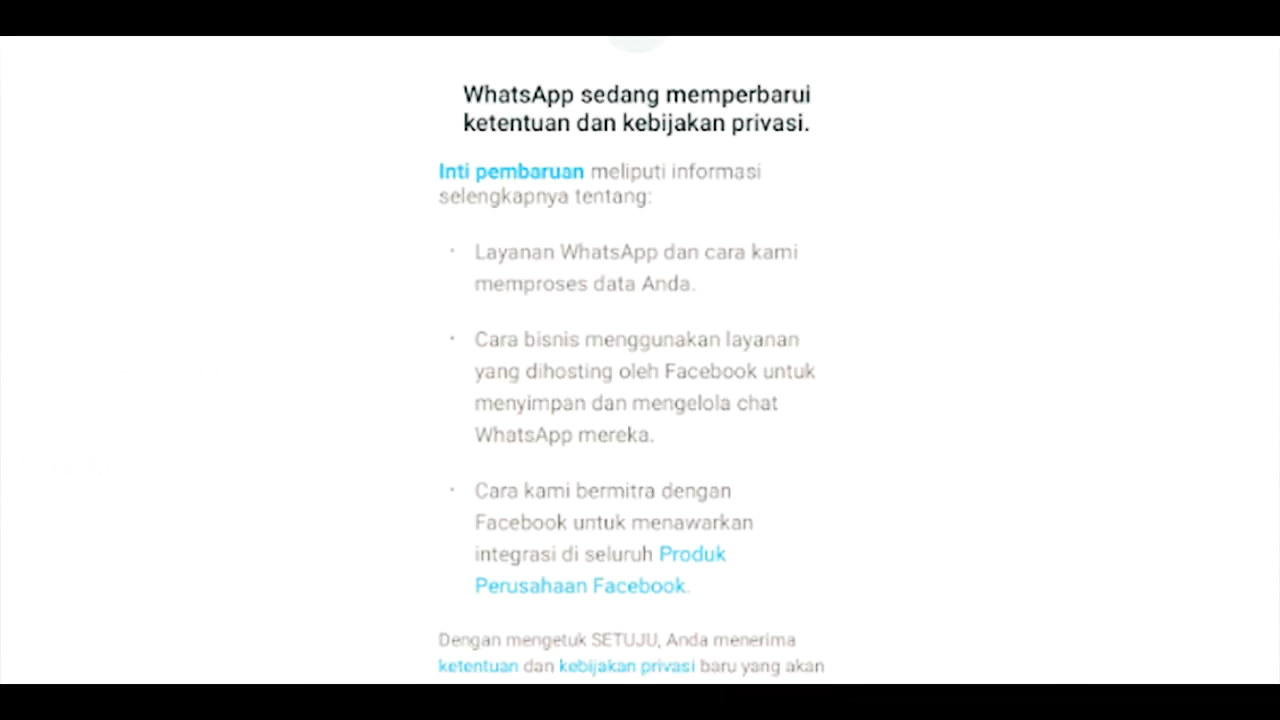 WhatsApp sedang memperbarui
ketentuan dan kebijakan privasi.
Inti pembaruan meliputi informasi
selengkapnya tentang:
· Layanan WhatsApp dan cara kami
memproses data Anda.
· Cara bisnis menggunakan layanan
yang dihosting oleh Facebook untuk
menyimpan dan mengelola chat
WhatsApp mereka.
· Cara kami bermitra dengan
Facebook untuk menawarkan
integrasi di seluruh Produk
Perusahaan Facebook.
Dengan mengetuk SETUJU, Anda menerima
ketentuan dan kebijakan privasi baru yang akan